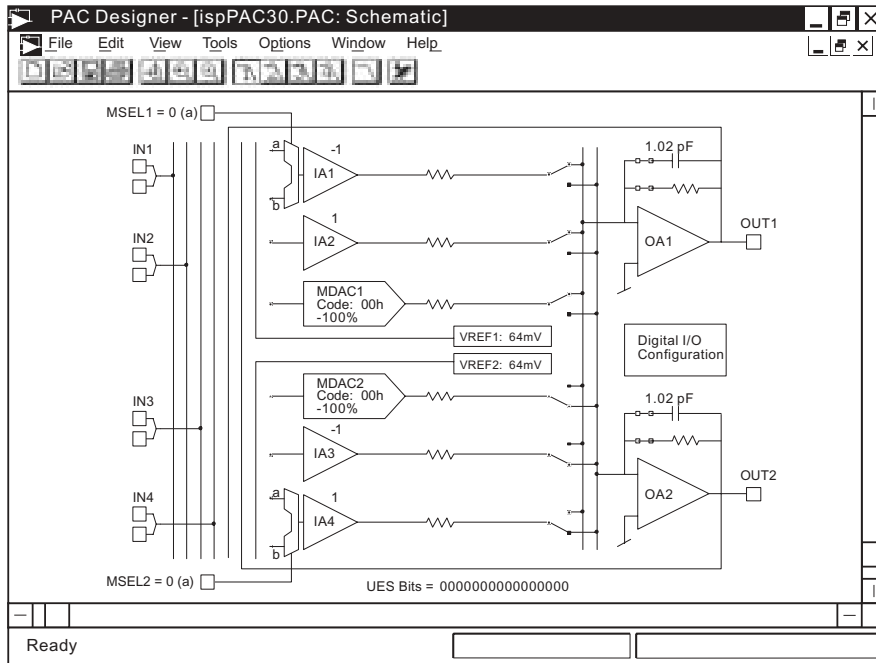 PAC Designer - [ispPAC30.PAC: Schematic]
File Edit View Tools Options Window Help
MSEL1 = 0 (a)
IN1
a
b
-1
IA1
1.02 pF
IN2
1
IA2
OA1
OUT1
MDAC1
Code: 00h
-100%
VREF1: 64mV
VREF2: 64mV
Digital I/O
Configuration
MDAC2
Code: 00h
-100%
IN3
-1
IA3
1.02 pF
IN4
a
b
1
IA4
OA2
OUT2
MSEL2 = 0 (a)
UES Bits = 0000000000000000
Ready